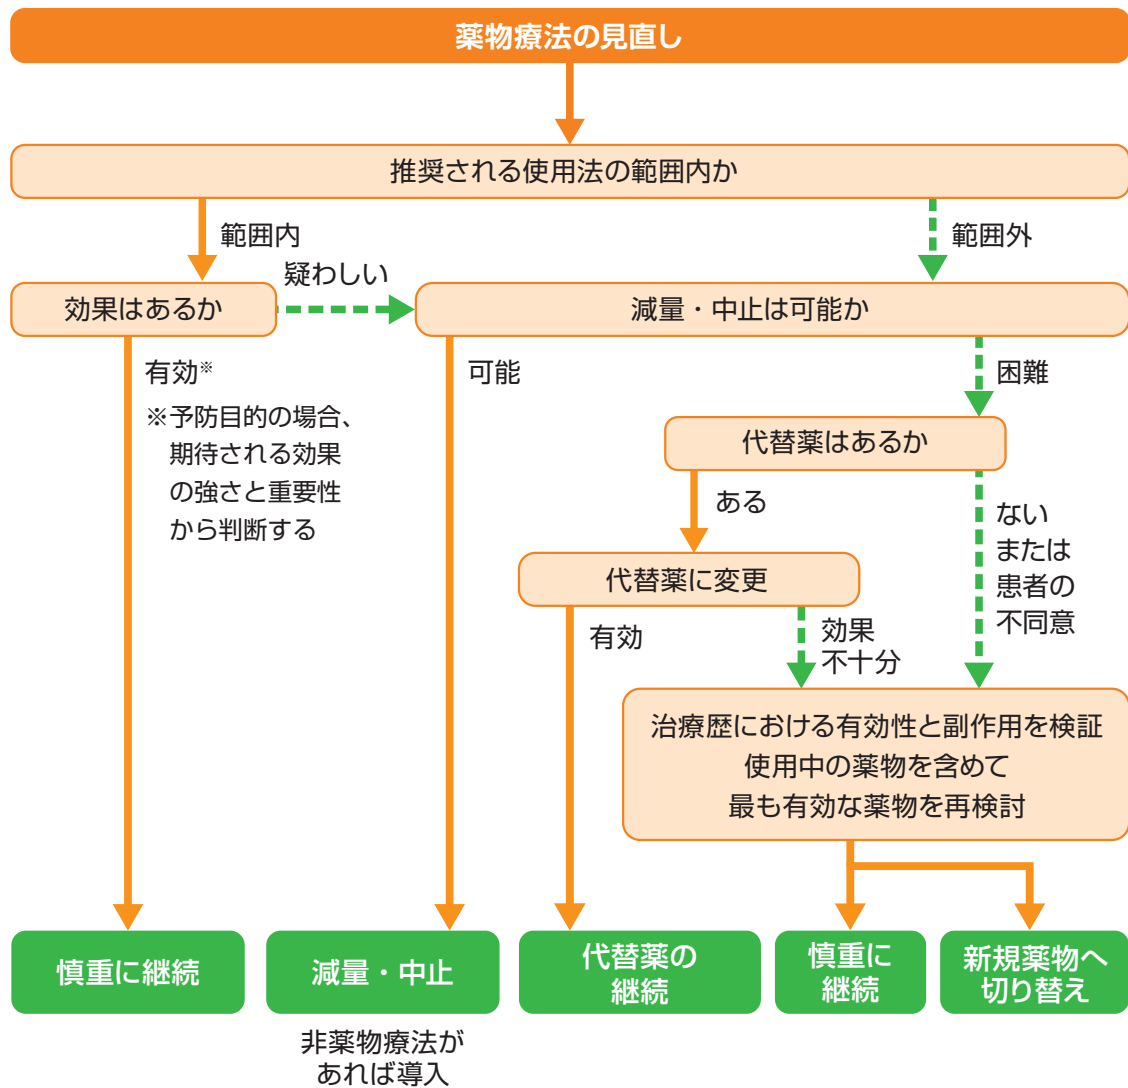 薬物療法の見直し
推奨される使用法の範囲内か
範囲内
範囲外
疑わしい
効果はあるか
減量・中止は可能か
有効※
※予防目的の場合、
期待される効果
の強さと重要性
から判断する
可能
困難
代替薬はあるか
ある
ない
または
患者の
不同意
代替薬に変更
有効
効果
不十分
治療歴における有効性と副作用を検証
使用中の薬物を含めて
最も有効な薬物を再検討
慎重に継続
減量・中止
代替薬の
継続
慎重に
継続
新規薬物へ
切り替え
非薬物療法が
あれば導入